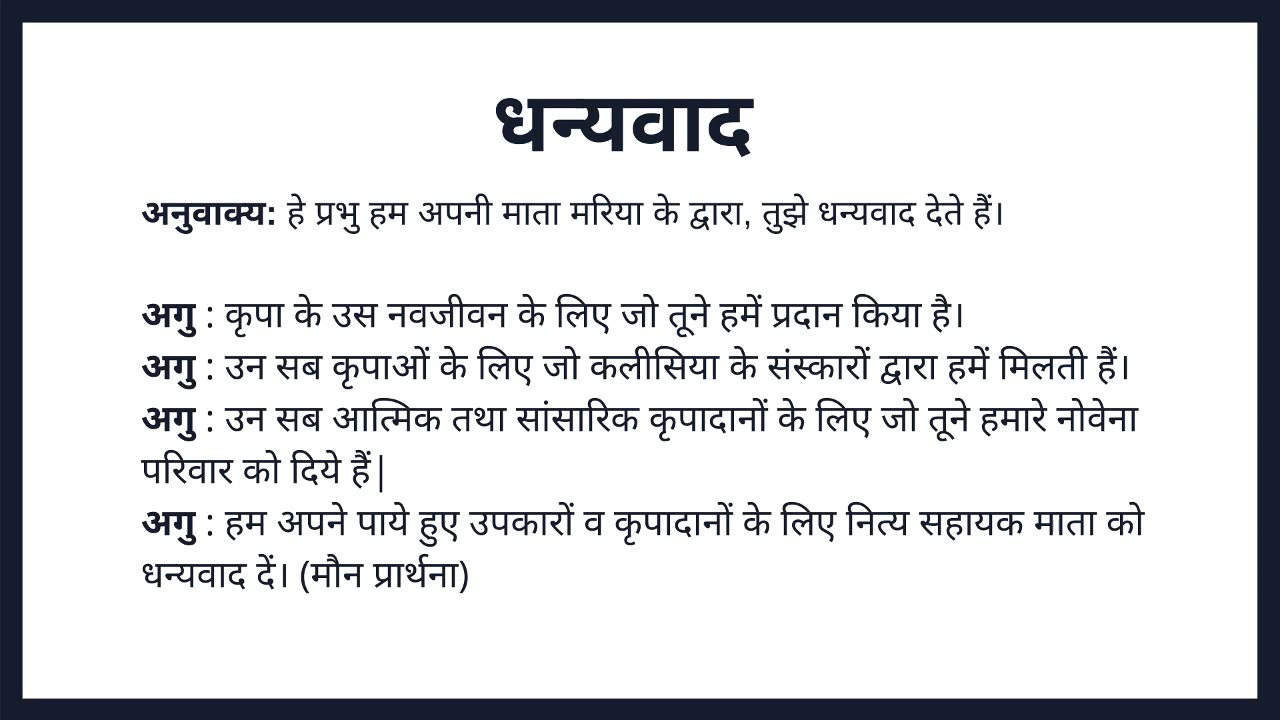 धन्यवाद
अनुवाक्य: हे प्रभु हम अपनी माता मरिया के द्वारा, तुझे धन्यवाद देते हैं।
अगु : कृपा के उस नवजीवन के लिए जो तूने हमें प्रदान किया है।
अगु : उन सब कृपाओं के लिए जो कलीसिया के संस्कारों द्वारा हमें मिलती हैं।
अगु : उन सब आत्मिक तथा सांसारिक कृपादानों के लिए जो तूने हमारे नोवेना
परिवार को दिये हैं|
अगु : हम अपने पाये हुए उपकारों व कृपादानों के लिए नित्य सहायक माता को
धन्यवाद दें। (मौन प्रार्थना)